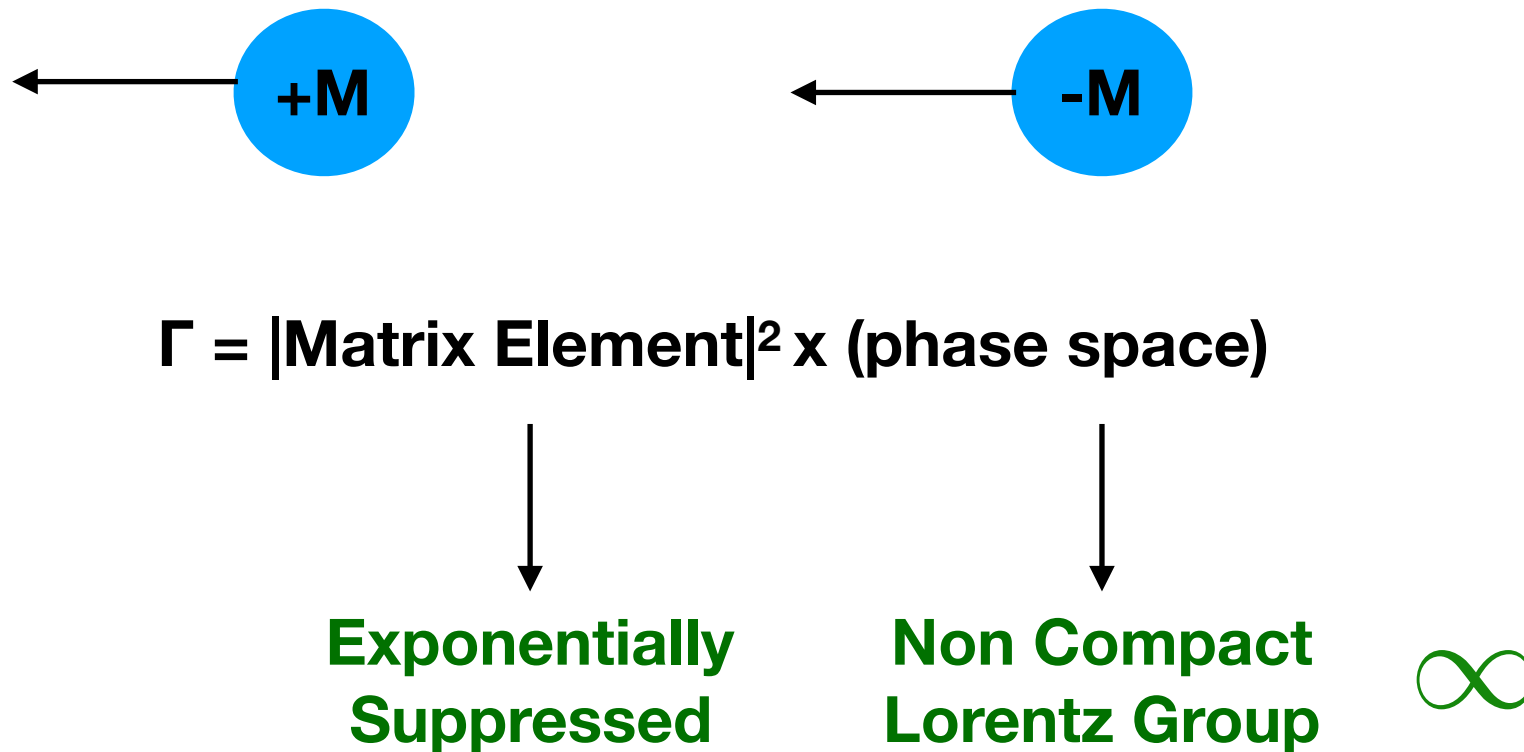 +M -M
Γ = |Matrix Element|² x (phase space)
Exponentially Non Compact
Suppressed Lorentz Group ∞